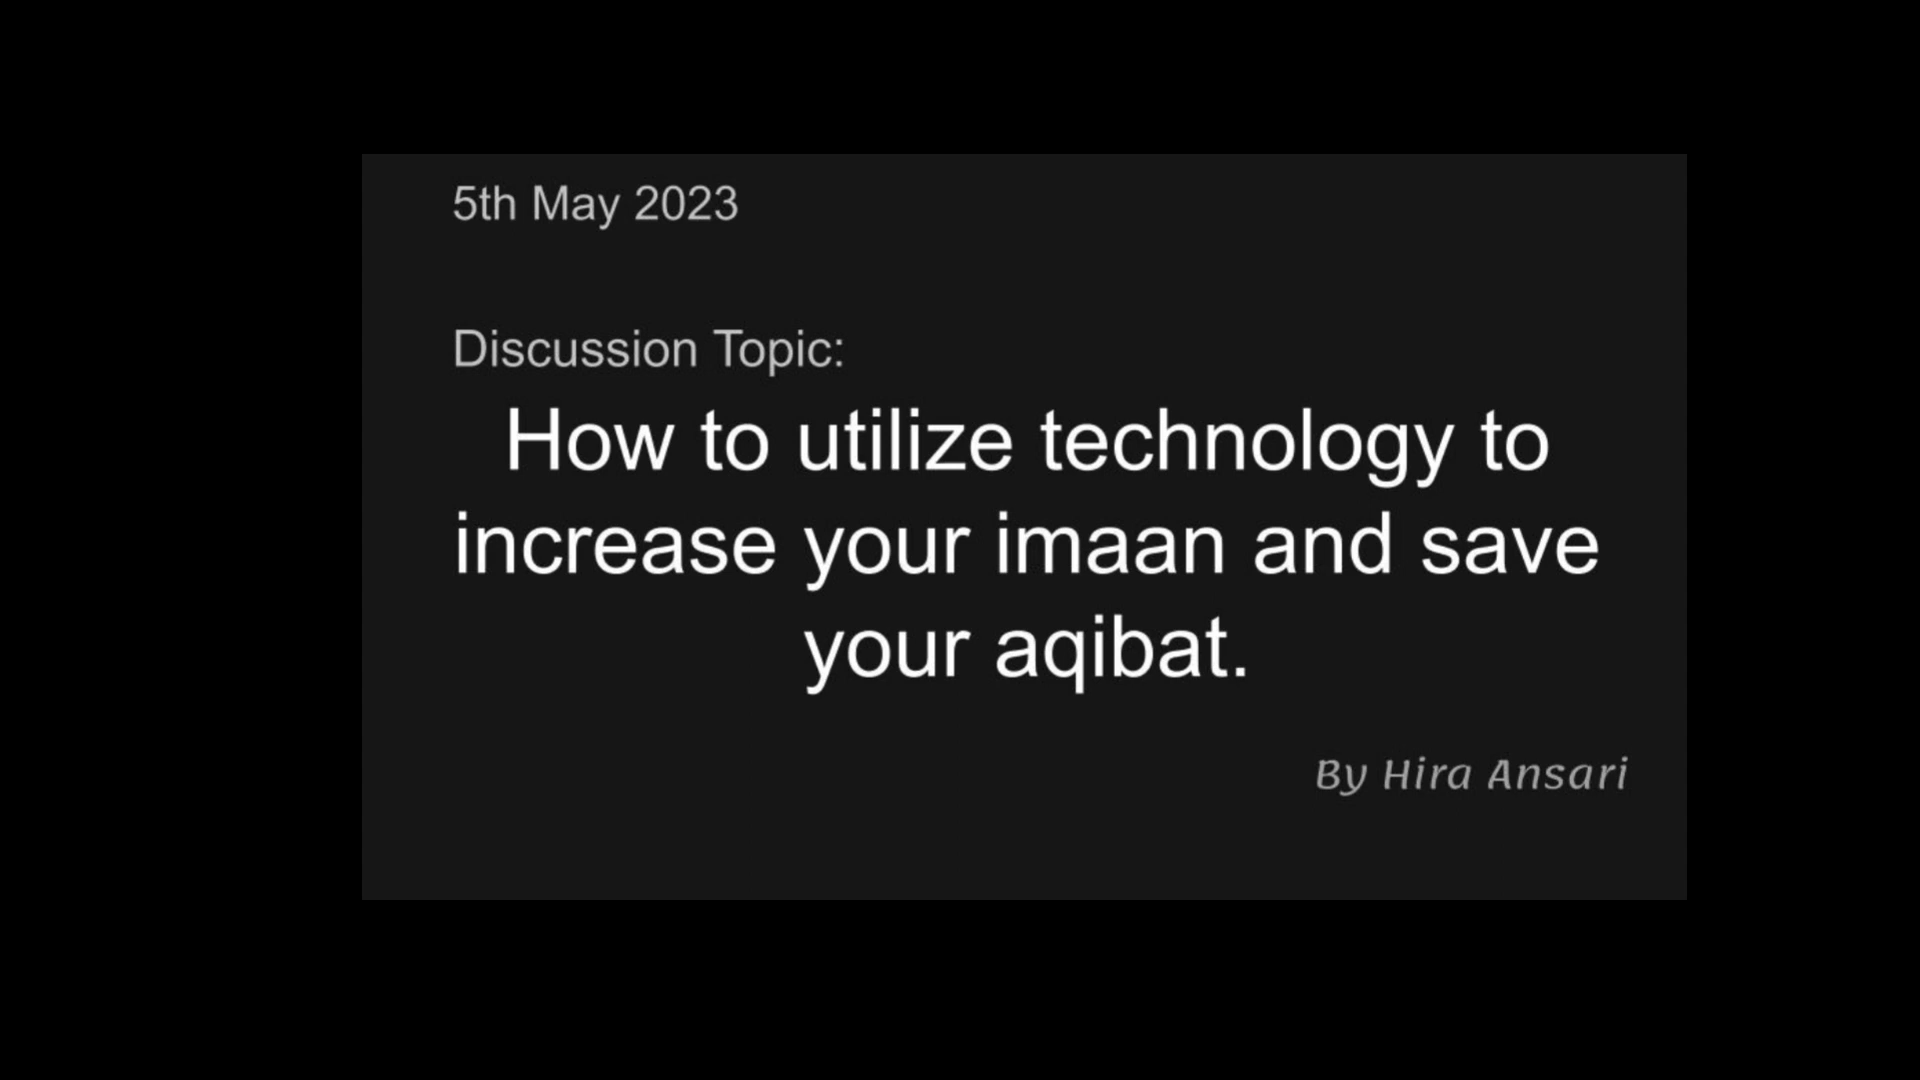 5th May 2023
Discussion Topic:
How to utilize technology to
increase your imaan and save
your aqibat.
By Hira Ansari